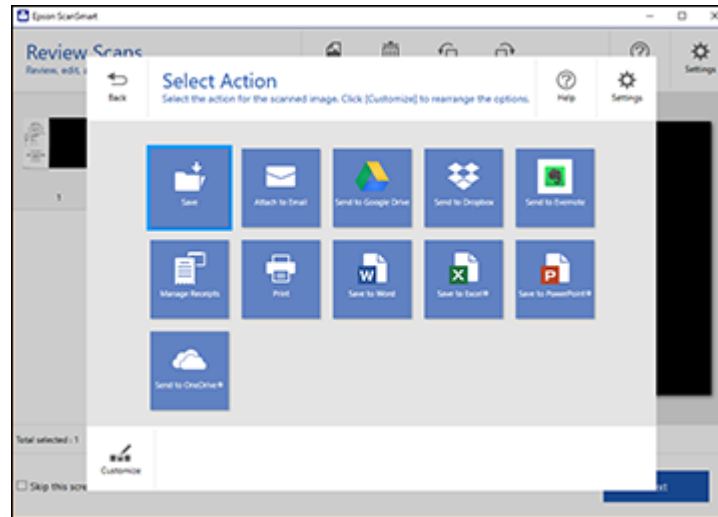 Epson ScanSmart
Review Scans
Review, edit, a
Settings
Back
Select Action
Select the action for the scanned image. Click [Customize] to rearrange the options.
Help
Settings
1
Save
Attach to Email
Send to Google Drive
Send to Dropbox
Send to Evernote
Manage Receipts
Print
Save to Word
Save to Excel®
Save to PowerPoint®
Send to OneDrive®
Total selected : 1
Customize
Skip this scre